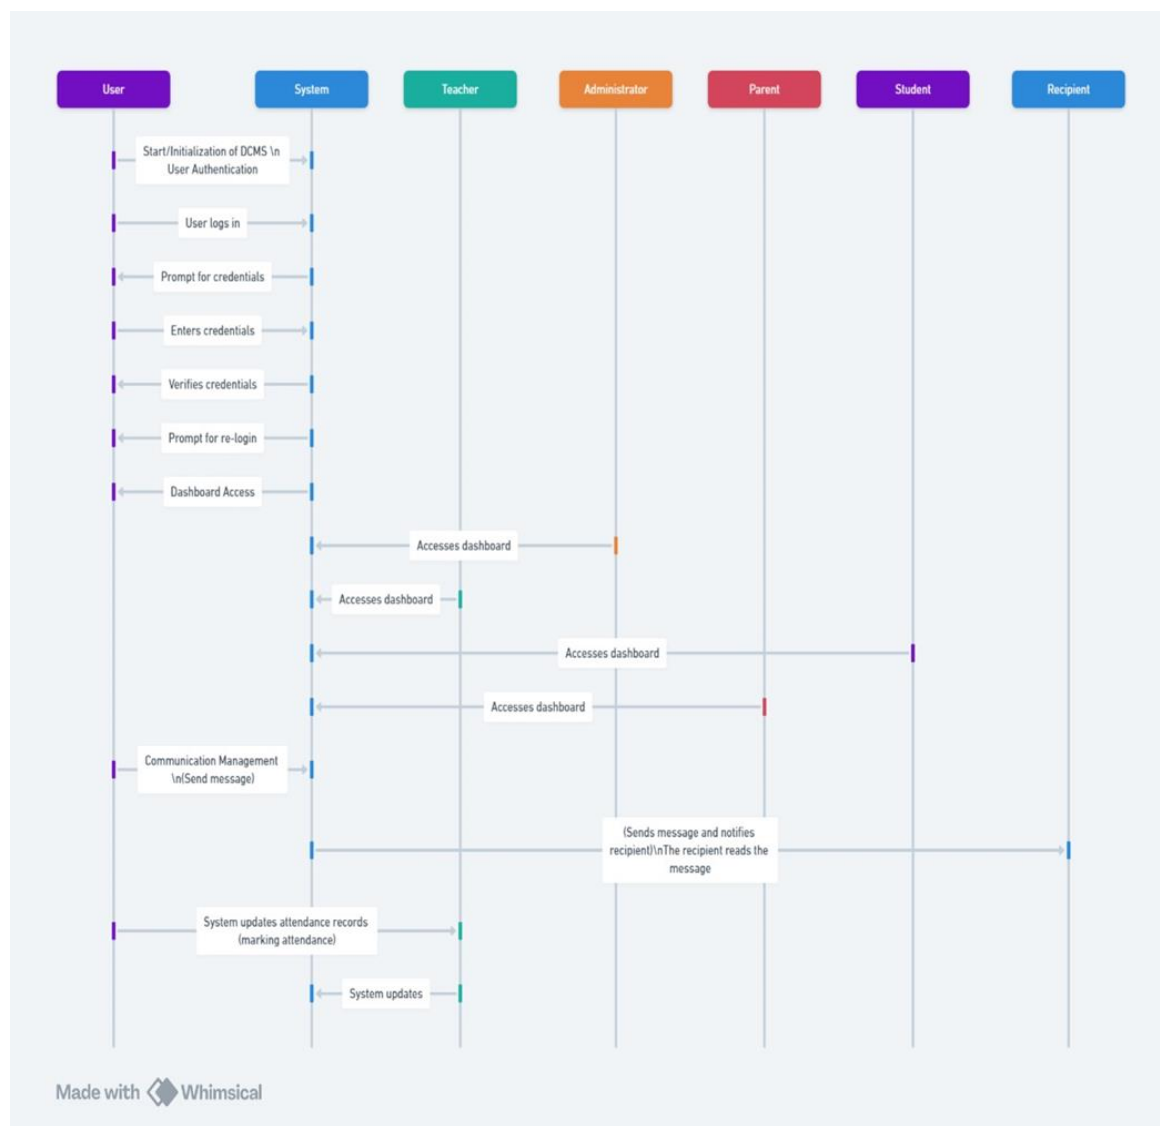 User
System
Teacher
Administrator
Parent
Student
Recipient
Start/Initialization of DCMS \n
User Authentication
User logs in
Prompt for credentials
Enters credentials
Verifies credentials
Prompt for re-login
Dashboard Access
Accesses dashboard
Accesses dashboard
Accesses dashboard
Accesses dashboard
Communication Management
\n(Send message)
(Sends message and notifies
recipient)\nThe recipient reads the
message
System updates attendance records
(marking attendance)
System updates
Made with Whimsical